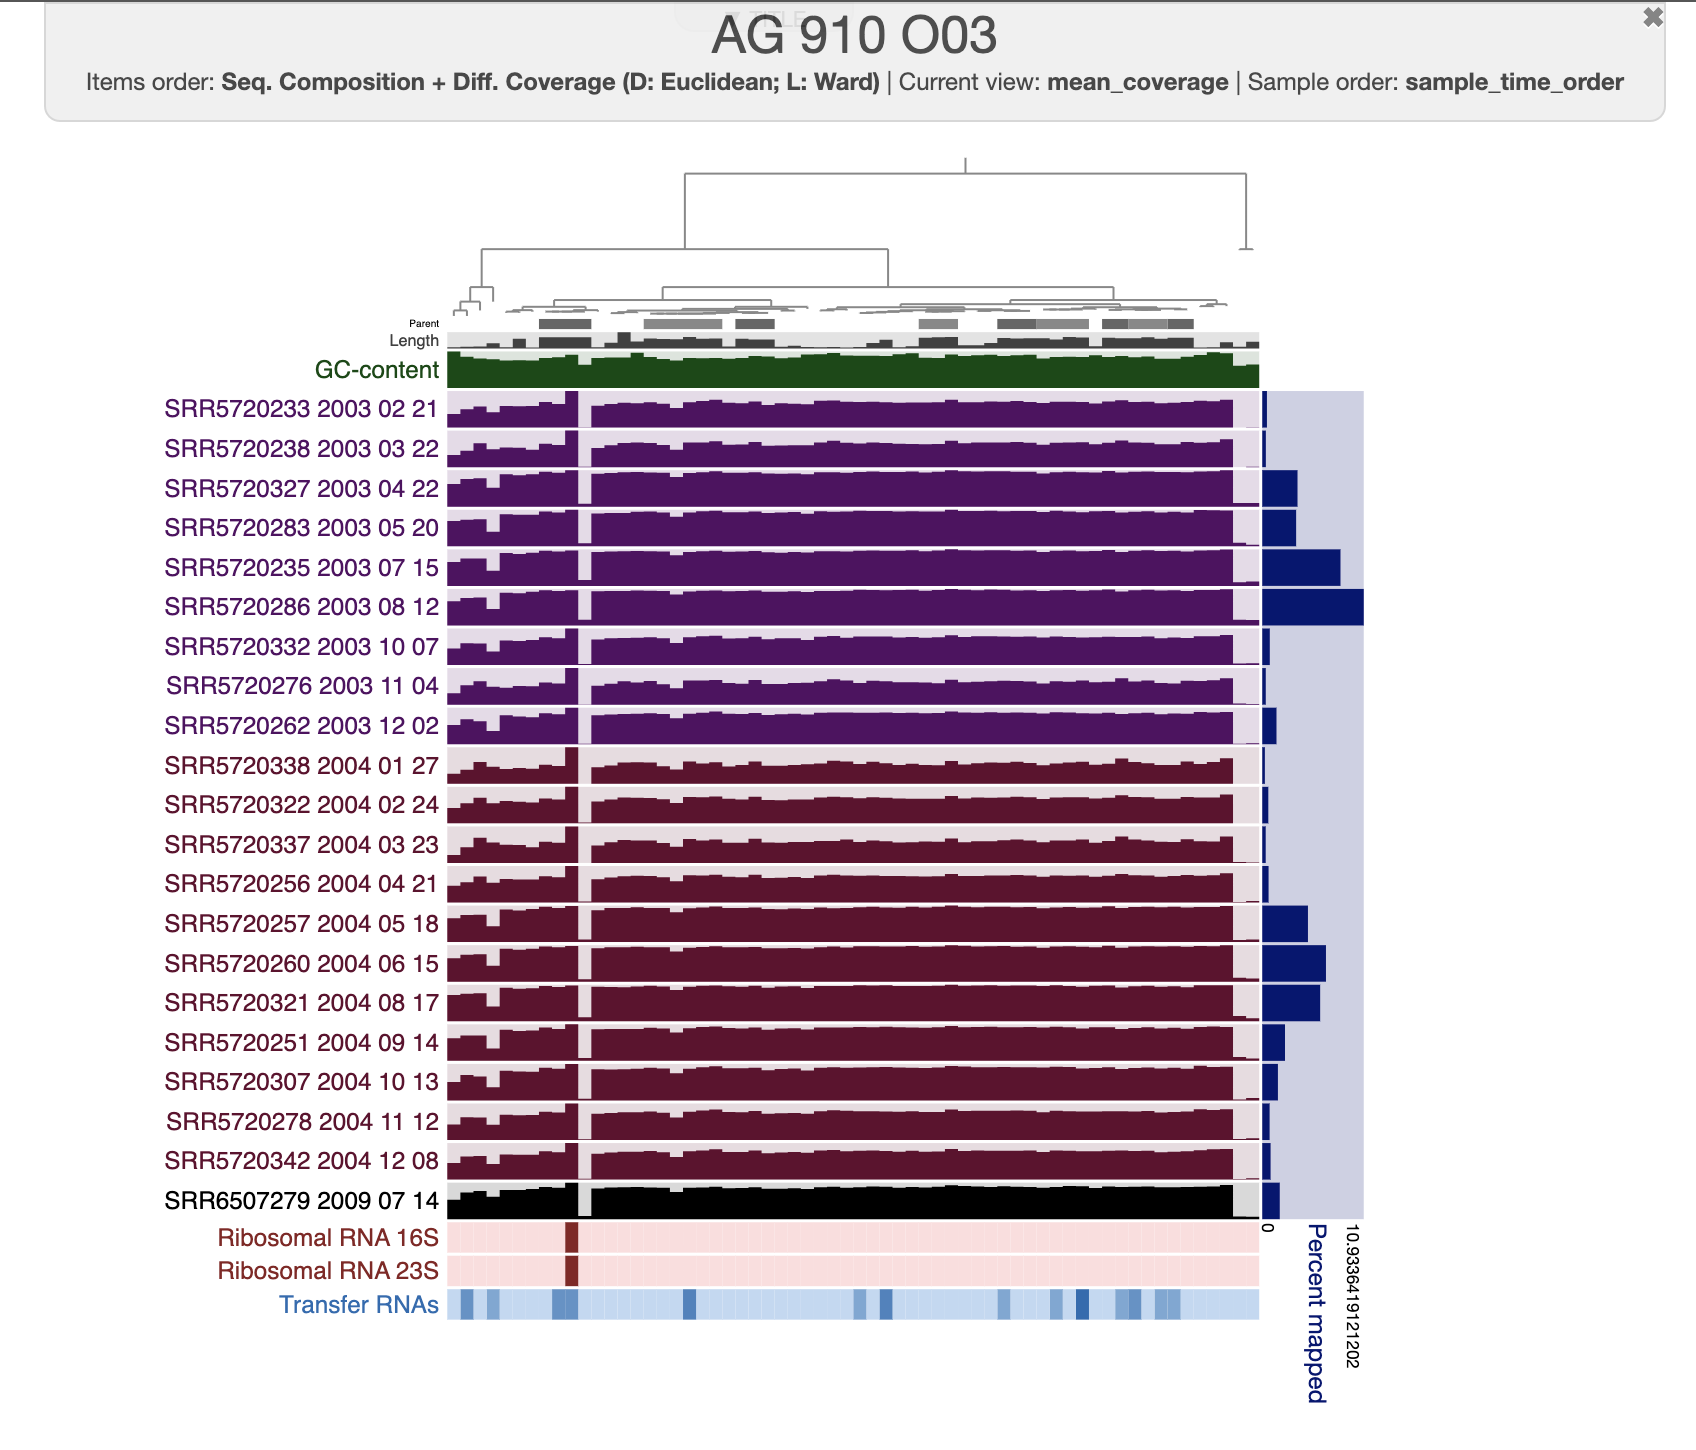 TITLE
AG 910 O03
✖
Items order: Seq. Composition + Diff. Coverage (D: Euclidean; L: Ward) | Current view: mean_coverage | Sample order: sample_time_order
Parent
Length
GC-content
SRR5720233 2003 02 21
SRR5720238 2003 03 22
SRR5720327 2003 04 22
SRR5720283 2003 05 20
SRR5720235 2003 07 15
SRR5720286 2003 08 12
SRR5720332 2003 10 07
SRR5720276 2003 11 04
SRR5720262 2003 12 02
SRR5720338 2004 01 27
SRR5720322 2004 02 24
SRR5720337 2004 03 23
SRR5720256 2004 04 21
SRR5720257 2004 05 18
SRR5720260 2004 06 15
SRR5720321 2004 08 17
SRR5720251 2004 09 14
SRR5720307 2004 10 13
SRR5720278 2004 11 12
SRR5720342 2004 12 08
SRR6507279 2009 07 14
Ribosomal RNA 16S
Ribosomal RNA 23S
Transfer RNAs
0
Percent mapped
10.9336419121202